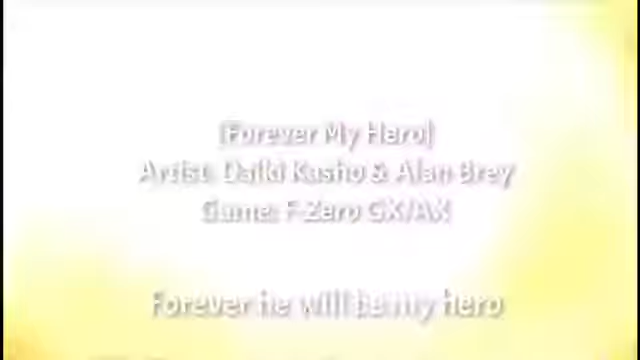 [Forever My Hero]
Artist: Daiki Kasho & Alan Brey
Game: F-Zero GX/AX
Forever he will be my hero